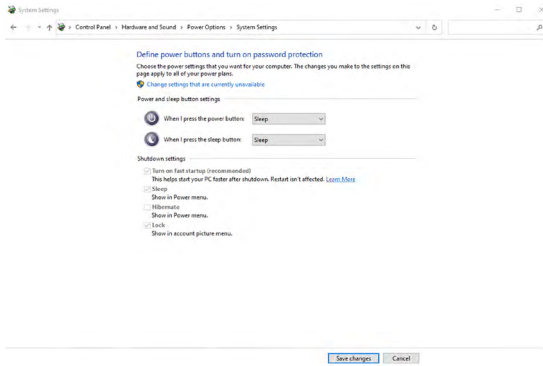 System Settings
Control Panel > Hardware and Sound > Power Options > System Settings
Define power buttons and turn on password protection
Choose the power settings that you want for your computer. The changes you make to the settings on this
page apply to all of your power plans.
Change settings that are currently unavailable
Power and sleep button settings
When I press the power button: Sleep
When I press the sleep button: Sleep
Shutdown settings
Turn on fast startup (recommended)
This helps start your PC faster after shutdown. Restart isn't affected. Learn More
Sleep
Show in Power menu.
Hibernate
Show in Power menu.
Lock
Show in account picture menu.
Save changes Cancel